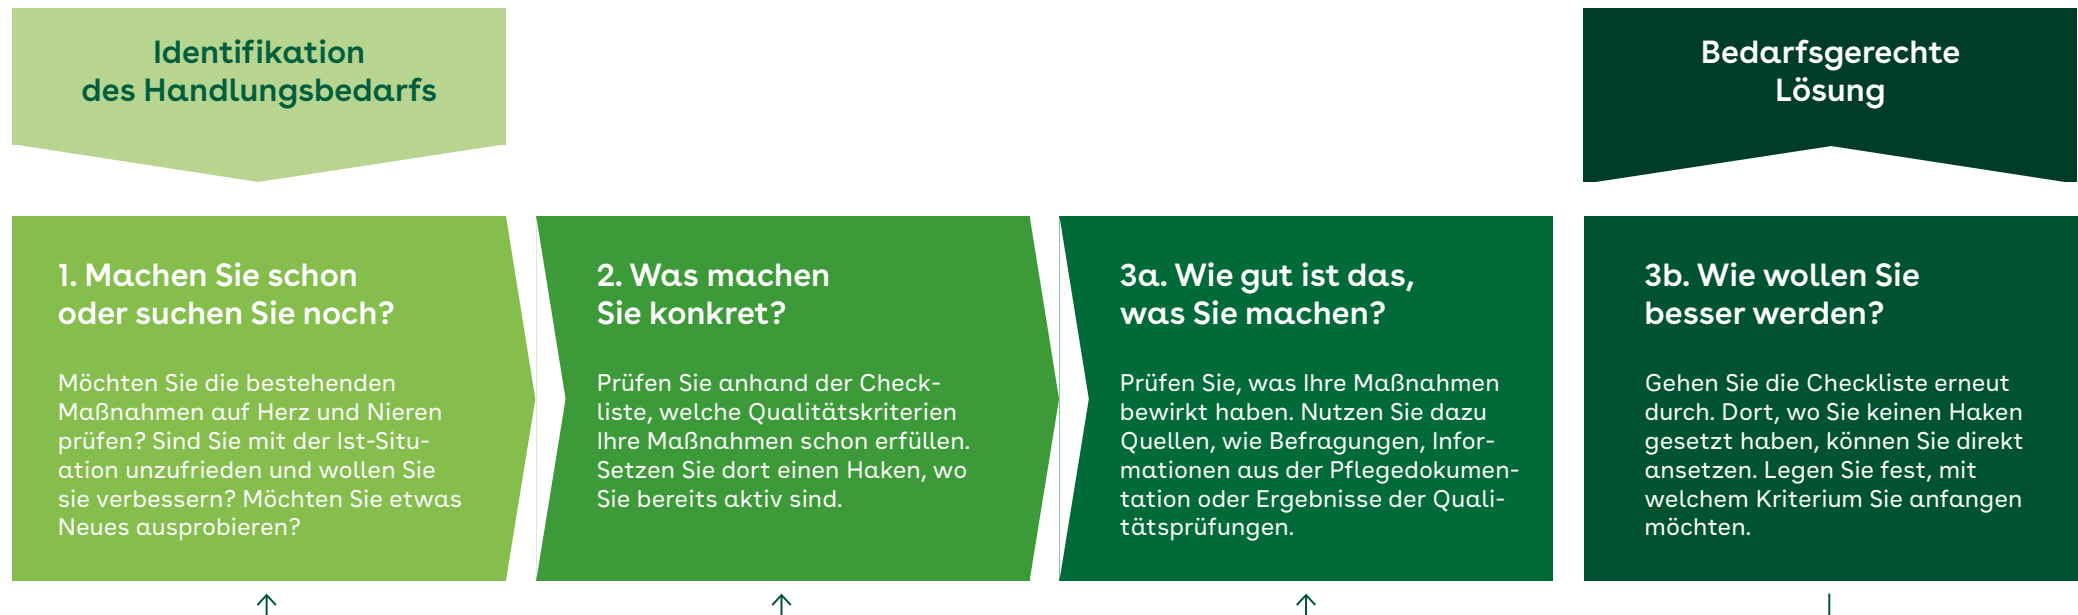 Identifikation
des Handlungsbedarfs
Bedarfsgerechte
Lösung
1. Machen Sie schon
oder suchen Sie noch?
Möchten Sie die bestehenden
Maßnahmen auf Herz und Nieren
prüfen? Sind Sie mit der Ist-Situ-
ation unzufrieden und wollen Sie
sie verbessern? Möchten Sie etwas
Neues ausprobieren?
2. Was machen
Sie konkret?
Prüfen Sie anhand der Check-
liste, welche Qualitätskriterien
Ihre Maßnahmen schon erfüllen.
Setzen Sie dort einen Haken, wo
Sie bereits aktiv sind.
3a. Wie gut ist das,
was Sie machen?
Prüfen Sie, was Ihre Maßnahmen
bewirkt haben. Nutzen Sie dazu
Quellen, wie Befragungen, Infor-
mationen aus der Pflegedokumen-
tation oder Ergebnisse der Quali-
tätsprüfungen.
3b. Wie wollen Sie
besser werden?
Gehen Sie die Checkliste erneut
durch. Dort, wo Sie keinen Haken
gesetzt haben, können Sie direkt
ansetzen. Legen Sie fest, mit
welchem Kriterium Sie anfangen
möchten.